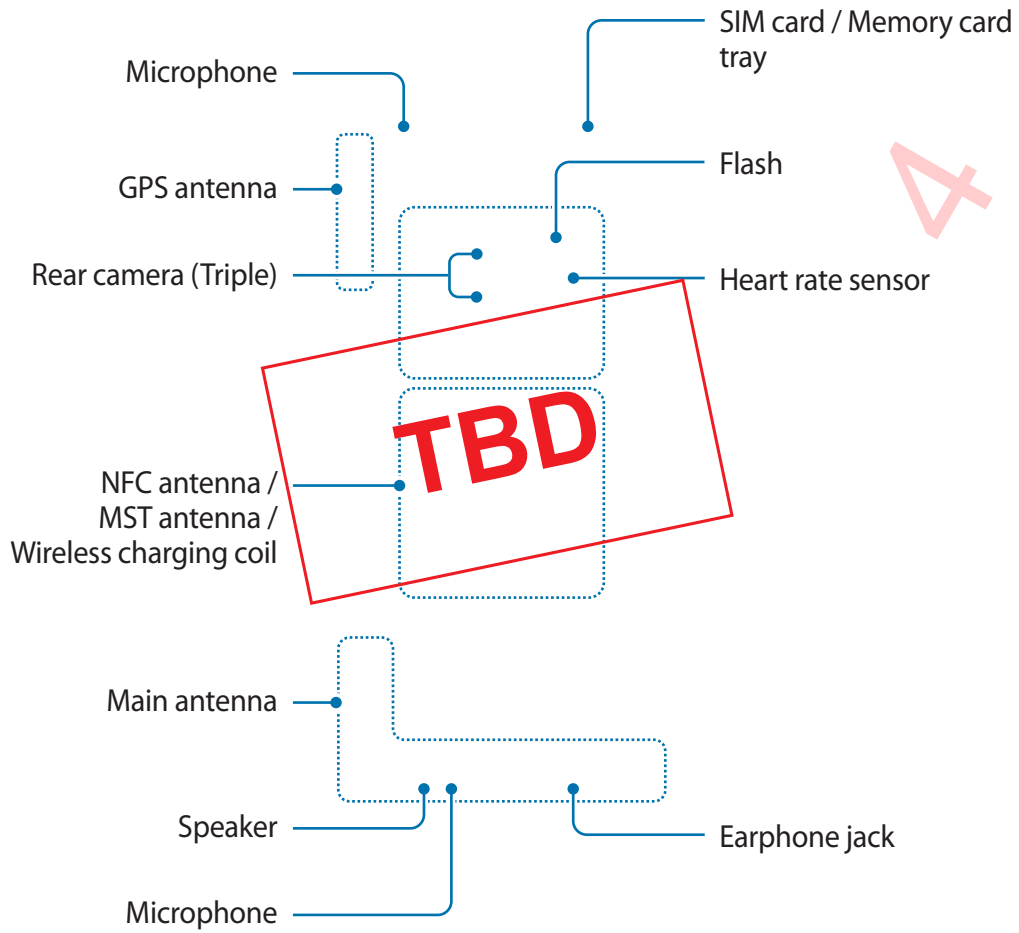 SIM card / Memory card
tray
Microphone
Flash
GPS antenna
Rear camera (Triple)
Heart rate sensor
TBD
NFC antenna /
MST antenna /
Wireless charging coil
Main antenna
Speaker
Earphone jack
Microphone
4